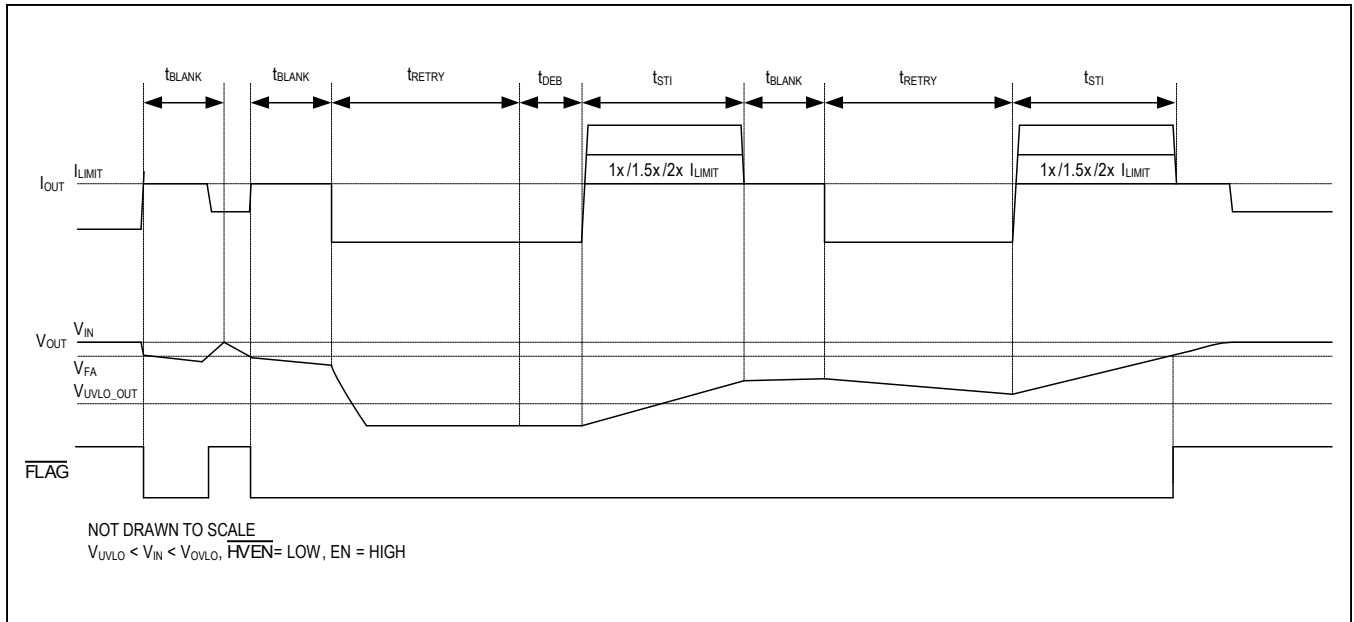 tBLANK tBLANK tRETRY tDEB tSTI tBLANK tRETRY tSTI
1x/1.5x/2x ILIMIT 1x/1.5x/2x ILIMIT
IOUT ILIMIT
VOUT VIN
VFA
VUVLO_OUT
FLAG
NOT DRAWN TO SCALE
VUVLO < VIN < VOVLO, HVEN= LOW, EN = HIGH